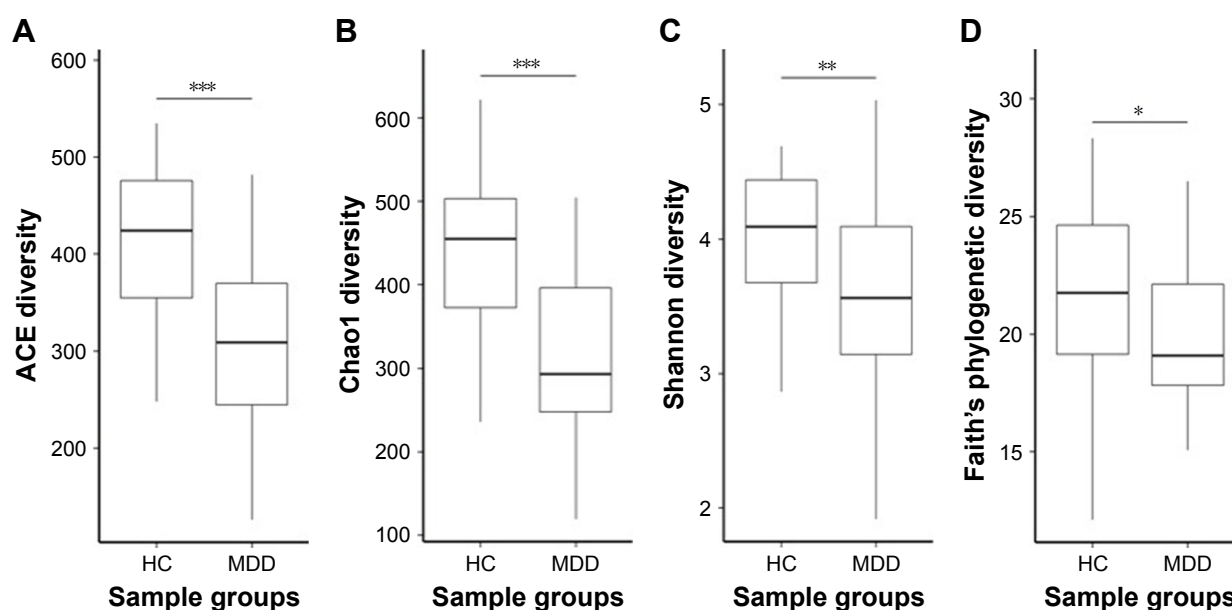 A
ACE diversity
600
500
400
300
200
***
HC MDD
Sample groups
B
Chao1 diversity
600
500
400
300
200
100
***
HC MDD
Sample groups
C
Shannon diversity
5
4
3
2
**
HC MDD
Sample groups
D
Faith's phylogenetic diversity
30
25
20
15
*
HC MDD
Sample groups